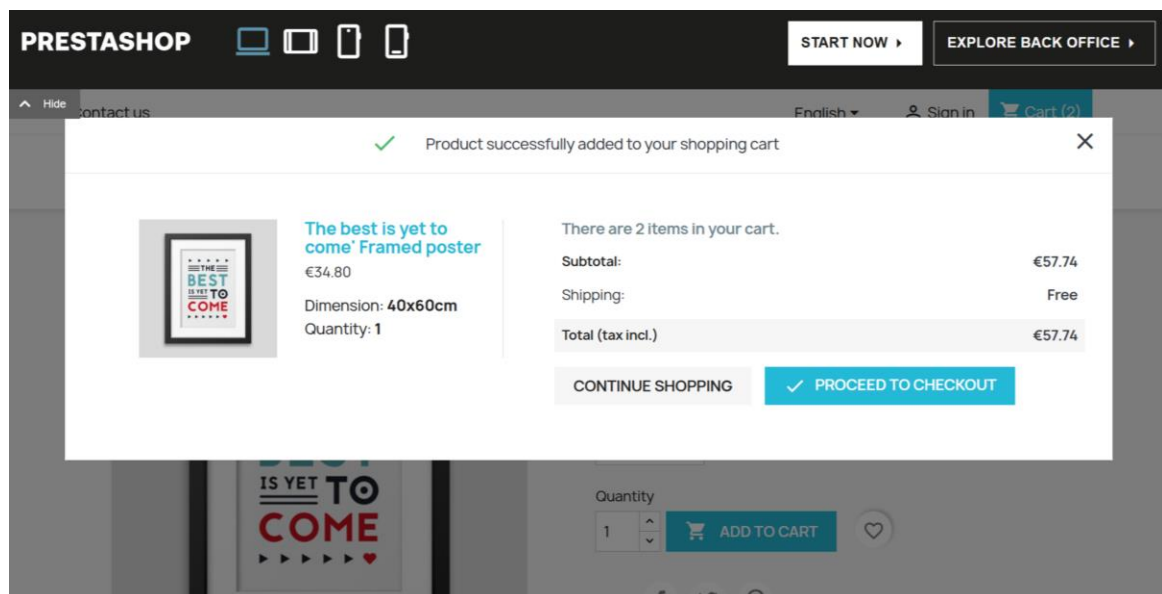 PRESTASHOP
START NOW
EXPLORE BACK OFFICE
Hide
Contact us
English
Sign in
Cart (2)
Product successfully added to your shopping cart
The best is yet to
come' Framed poster
€34.80
Dimension: 40x60cm
Quantity: 1
THE
BEST
IS YET TO
COME
There are 2 items in your cart.
Subtotal: €57.74
Shipping: Free
Total (tax incl.) €57.74
CONTINUE SHOPPING
PROCEED TO CHECKOUT
BEST
IS YET TO
COME
Quantity
1
ADD TO CART